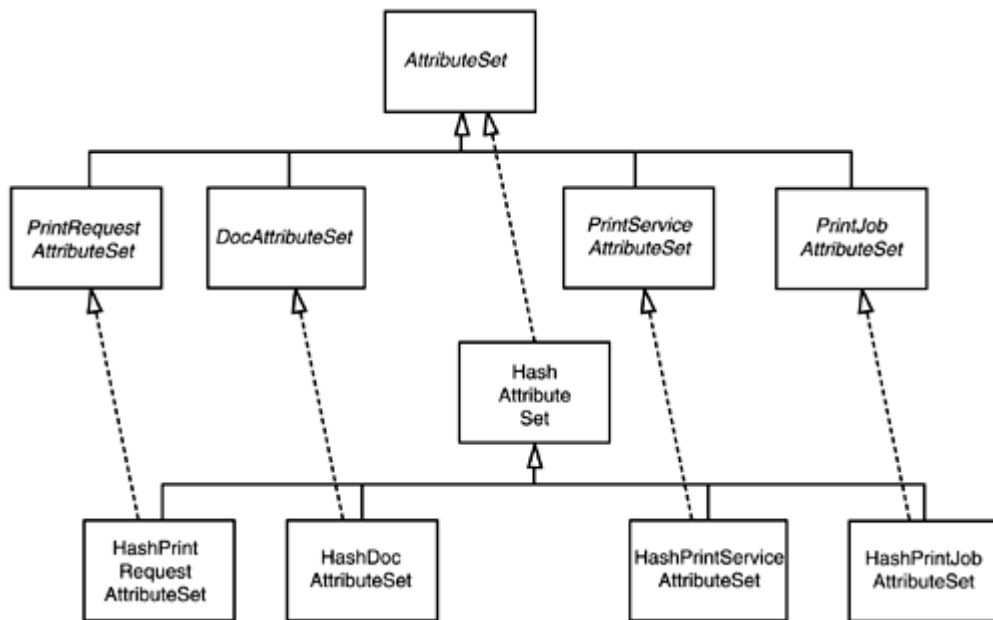 AttributeSet
PrintRequest
AttributeSet
DocAttributeSet
PrintService
AttributeSet
PrintJob
AttributeSet
Hash
Attribute
Set
HashPrint
Request
AttributeSet
HashDoc
AttributeSet
HashPrintService
AttributeSet
HashPrintJob
AttributeSet